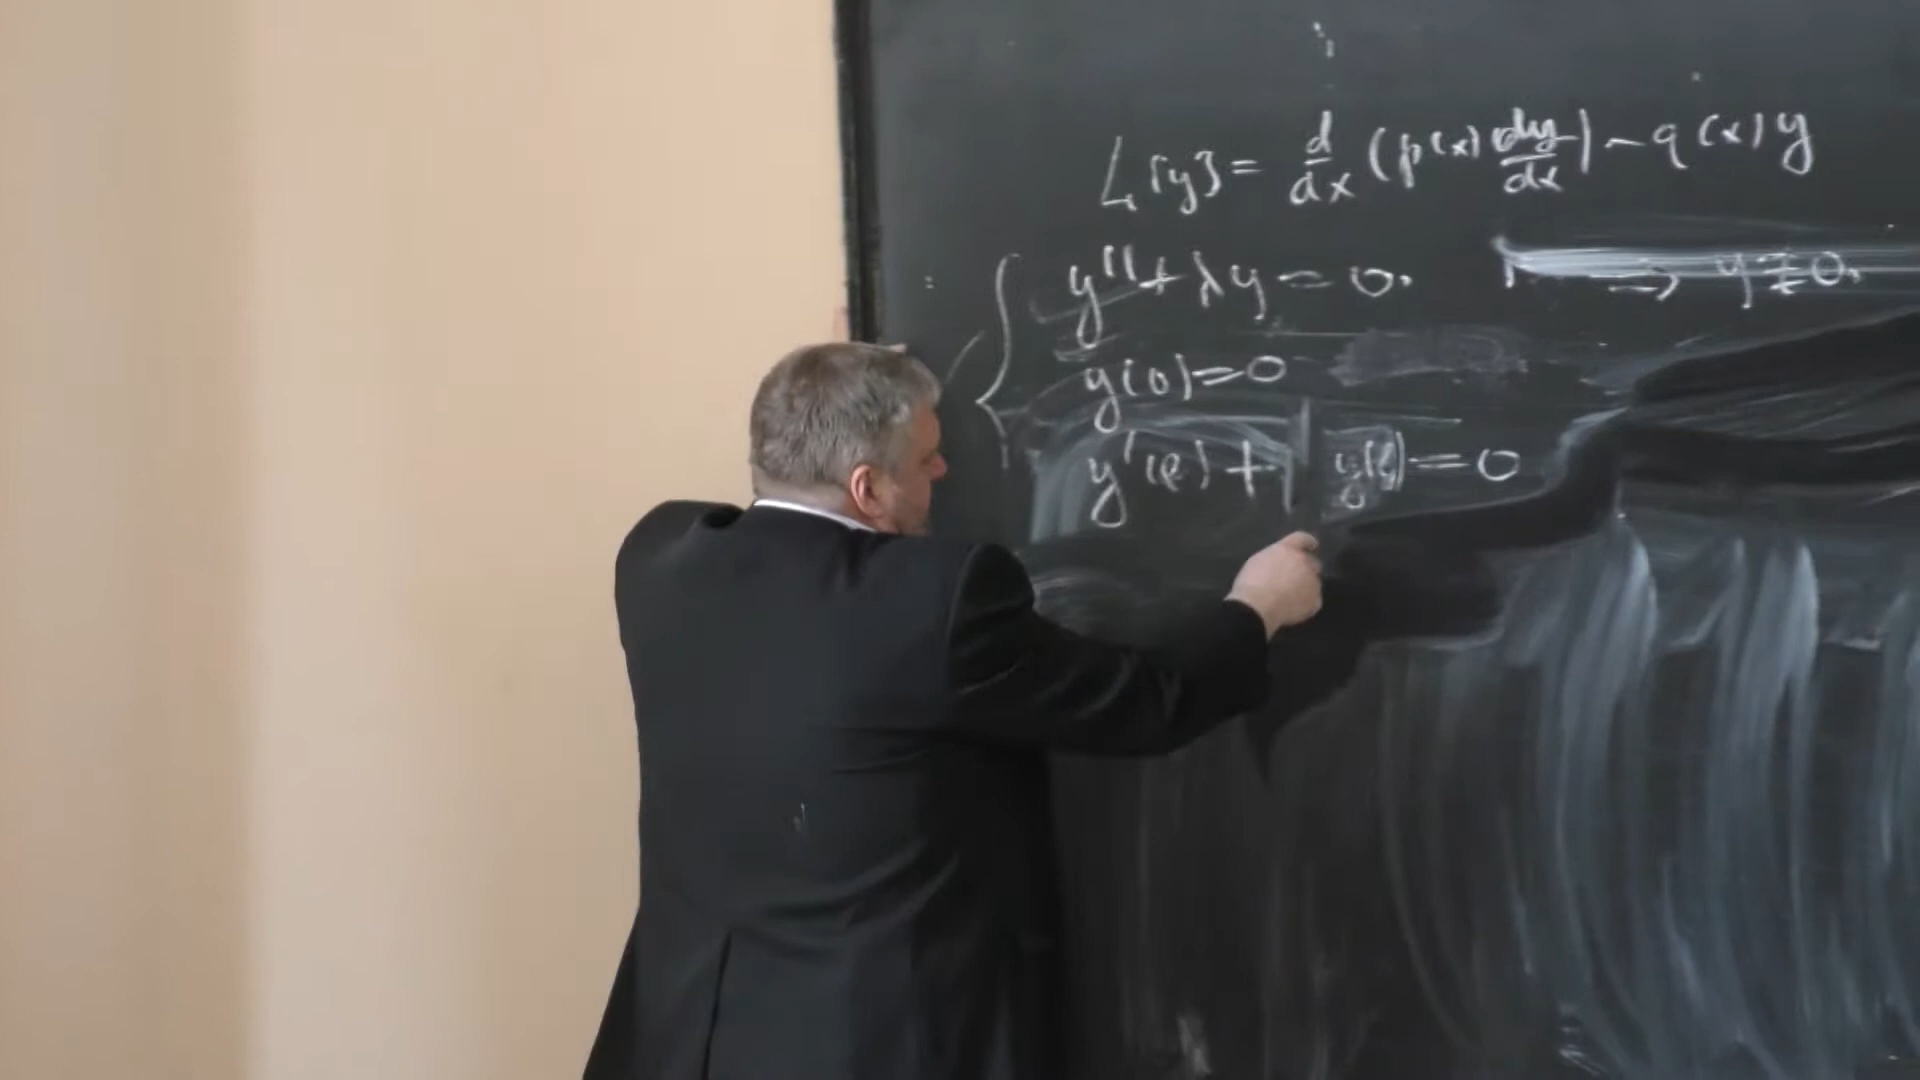 L[y] = d/dx (p(x) dy/dx) - q(x) y
y'' + λy = 0. ⇒ y ≢ 0.
y(0) = 0
y'(ℓ) + y(ℓ) = 0